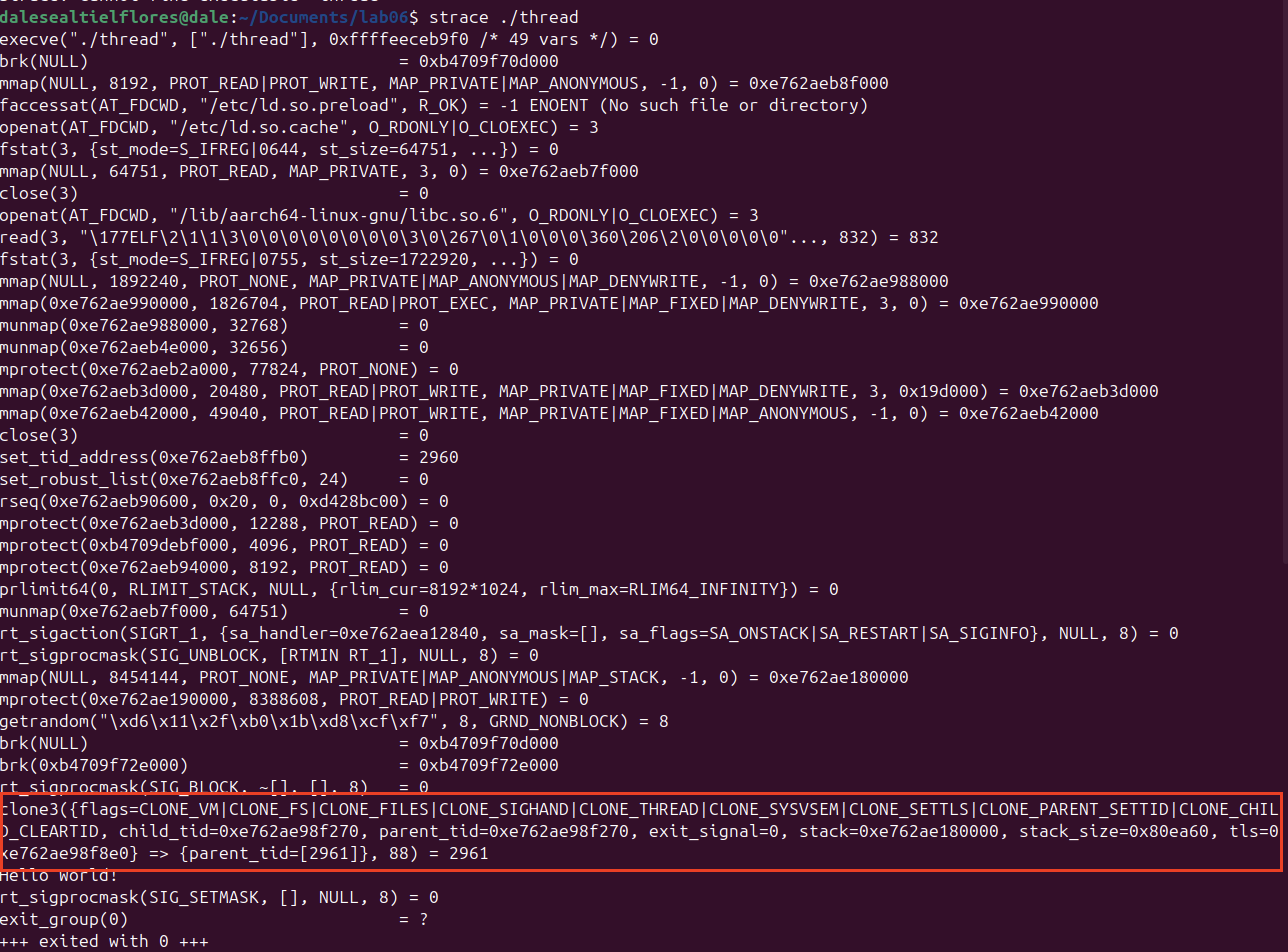 dalesealtielflores@dale:~/Documents/lab06$ strace ./thread
execve("./thread", ["./thread"], 0xffffeeceb9f0 /* 49 vars */) = 0
brk(NULL) = 0xb4709f70d000
mmap(NULL, 8192, PROT_READ|PROT_WRITE, MAP_PRIVATE|MAP_ANONYMOUS, -1, 0) = 0xe762aeb8f000
faccessat(AT_FDCWD, "/etc/ld.so.preload", R_OK) = -1 ENOENT (No such file or directory)
openat(AT_FDCWD, "/etc/ld.so.cache", O_RDONLY|O_CLOEXEC) = 3
fstat(3, {st_mode=S_IFREG|0644, st_size=64751, ...}) = 0
mmap(NULL, 64751, PROT_READ, MAP_PRIVATE, 3, 0) = 0xe762aeb7f000
close(3) = 0
openat(AT_FDCWD, "/lib/aarch64-linux-gnu/libc.so.6", O_RDONLY|O_CLOEXEC) = 3
read(3, "\177ELF\2\1\1\3\0\0\0\0\0\0\0\0\3\0\267\0\1\0\0\0\360\206\2\0\0\0\0\0"..., 832) = 832
fstat(3, {st_mode=S_IFREG|0755, st_size=1722920, ...}) = 0
mmap(NULL, 1892240, PROT_NONE, MAP_PRIVATE|MAP_ANONYMOUS|MAP_DENYWRITE, -1, 0) = 0xe762ae988000
mmap(0xe762ae990000, 1826704, PROT_READ|PROT_EXEC, MAP_PRIVATE|MAP_FIXED|MAP_DENYWRITE, 3, 0) = 0xe762ae990000
munmap(0xe762ae988000, 32768) = 0
munmap(0xe762aeb4e000, 32656) = 0
mprotect(0xe762aeb2a000, 77824, PROT_NONE) = 0
mmap(0xe762aeb3d000, 20480, PROT_READ|PROT_WRITE, MAP_PRIVATE|MAP_FIXED|MAP_DENYWRITE, 3, 0x19d000) = 0xe762aeb3d000
mmap(0xe762aeb42000, 49040, PROT_READ|PROT_WRITE, MAP_PRIVATE|MAP_FIXED|MAP_ANONYMOUS, -1, 0) = 0xe762aeb42000
close(3) = 0
set_tid_address(0xe762aeb8ffb0) = 2960
set_robust_list(0xe762aeb8ffc0, 24) = 0
rseq(0xe762aeb90600, 0x20, 0, 0xd428bc00) = 0
mprotect(0xe762aeb3d000, 12288, PROT_READ) = 0
mprotect(0xb4709debf000, 4096, PROT_READ) = 0
mprotect(0xe762aeb94000, 8192, PROT_READ) = 0
prlimit64(0, RLIMIT_STACK, NULL, {rlim_cur=8192*1024, rlim_max=RLIM64_INFINITY}) = 0
munmap(0xe762aeb7f000, 64751) = 0
rt_sigaction(SIGRT_1, {sa_handler=0xe762aea12840, sa_mask=[], sa_flags=SA_ONSTACK|SA_RESTART|SA_SIGINFO}, NULL, 8) = 0
rt_sigprocmask(SIG_UNBLOCK, [RTMIN RT_1], NULL, 8) = 0
mmap(NULL, 8454144, PROT_NONE, MAP_PRIVATE|MAP_ANONYMOUS|MAP_STACK, -1, 0) = 0xe762ae180000
mprotect(0xe762ae190000, 8388608, PROT_READ|PROT_WRITE) = 0
getrandom("\xd6\x11\x2f\xb0\x1b\xd8\xcf\xf7", 8, GRND_NONBLOCK) = 8
brk(NULL) = 0xb4709f70d000
brk(0xb4709f72e000) = 0xb4709f72e000
rt_sigprocmask(SIG_BLOCK, ~[], [], 8) = 0
clone3({flags=CLONE_VM|CLONE_FS|CLONE_FILES|CLONE_SIGHAND|CLONE_THREAD|CLONE_SYSVSEM|CLONE_SETTLS|CLONE_PARENT_SETTID|CLONE_CHIL
D_CLEARTID, child_tid=0xe762ae98f270, parent_tid=0xe762ae98f270, exit_signal=0, stack=0xe762ae180000, stack_size=0x80ea60, tls=0
xe762ae98f8e0} => {parent_tid=[2961]}, 88) = 2961
Hello World!
rt_sigprocmask(SIG_SETMASK, [], NULL, 8) = 0
exit_group(0) = ?
+++ exited with 0 +++